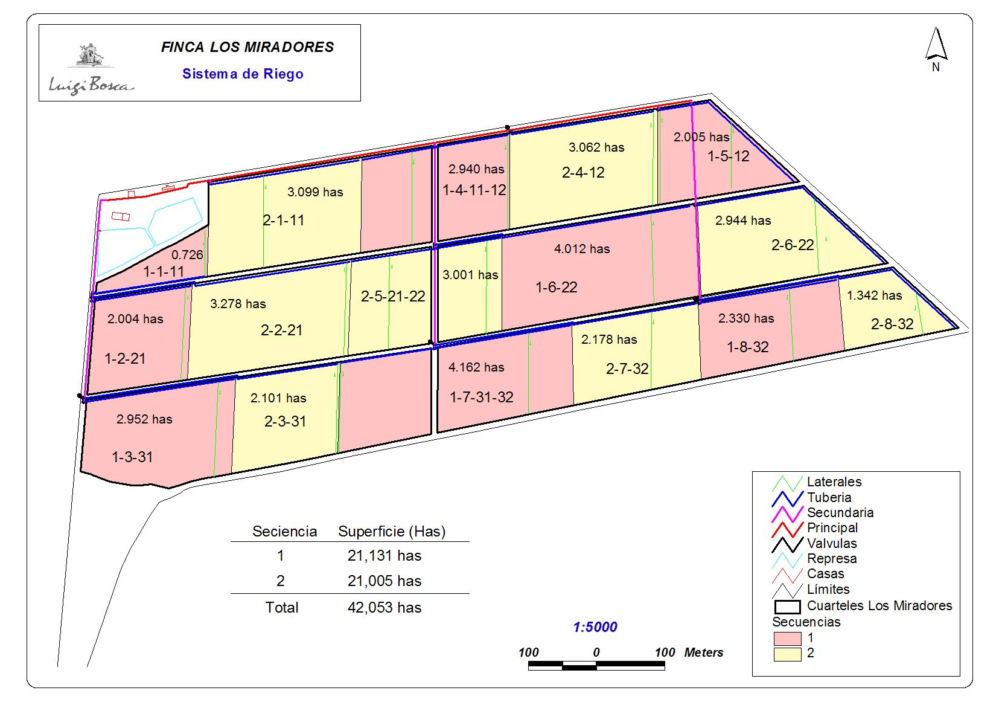 FINCA LOS MIRADORES
Sistema de Riego
Luigi Bosca
N
2.005 has
1-5-12
3.062 has
2-4-12
2.940 has
1-4-11-12
3.099 has
2-1-11
0.726
1-1-11
2.944 has
2-6-22
4.012 has
1-6-22
3.001 has
2-5-21-22
3.278 has
2-2-21
2.004 has
1-2-21
1.342 has
2-8-32
2.330 has
1-8-32
2.178 has
2-7-32
4.162 has
1-7-31-32
2.101 has
2-3-31
2.952 has
1-3-31
Seciencia Superficie (Has)
1 21,131 has
2 21,005 has
Total 42,053 has
1:5000
100 0 100 Meters
Laterales
Tuberia
Secundaria
Principal
Valvulas
Represa
Casas
Límites
Cuarteles Los Miradores
Secuencias
1
2